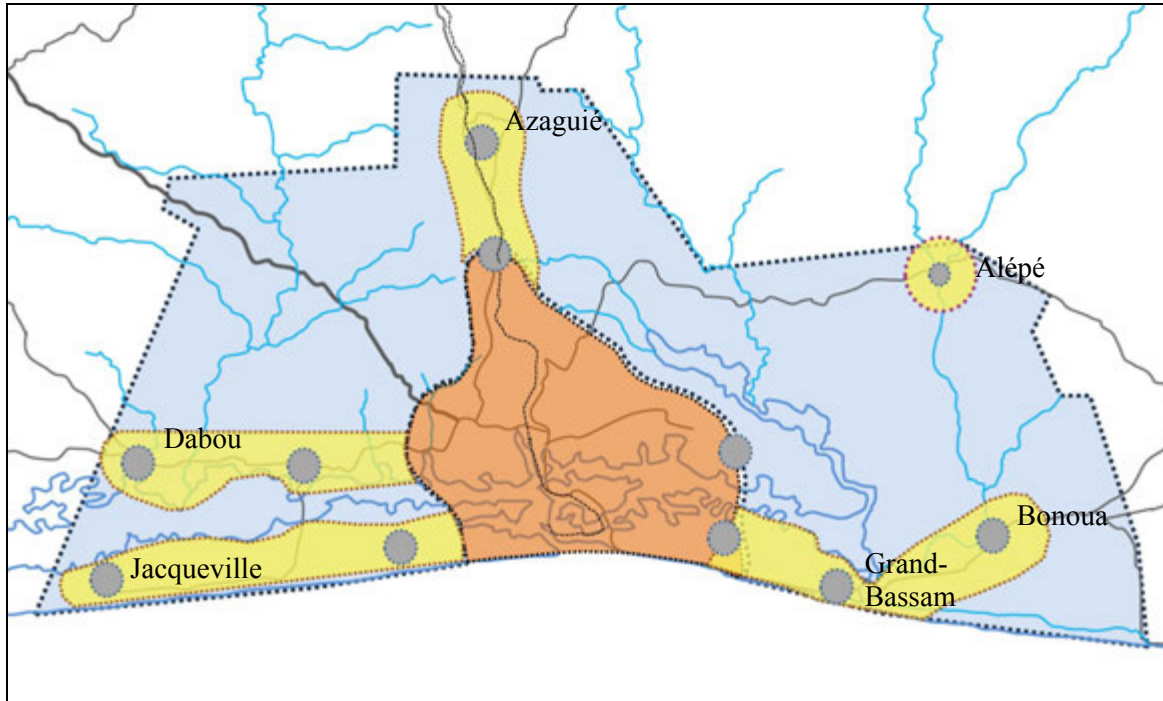 Azaguié
Alépé
Dabou
Bonoua
Jacqueville
Grand-
Bassam